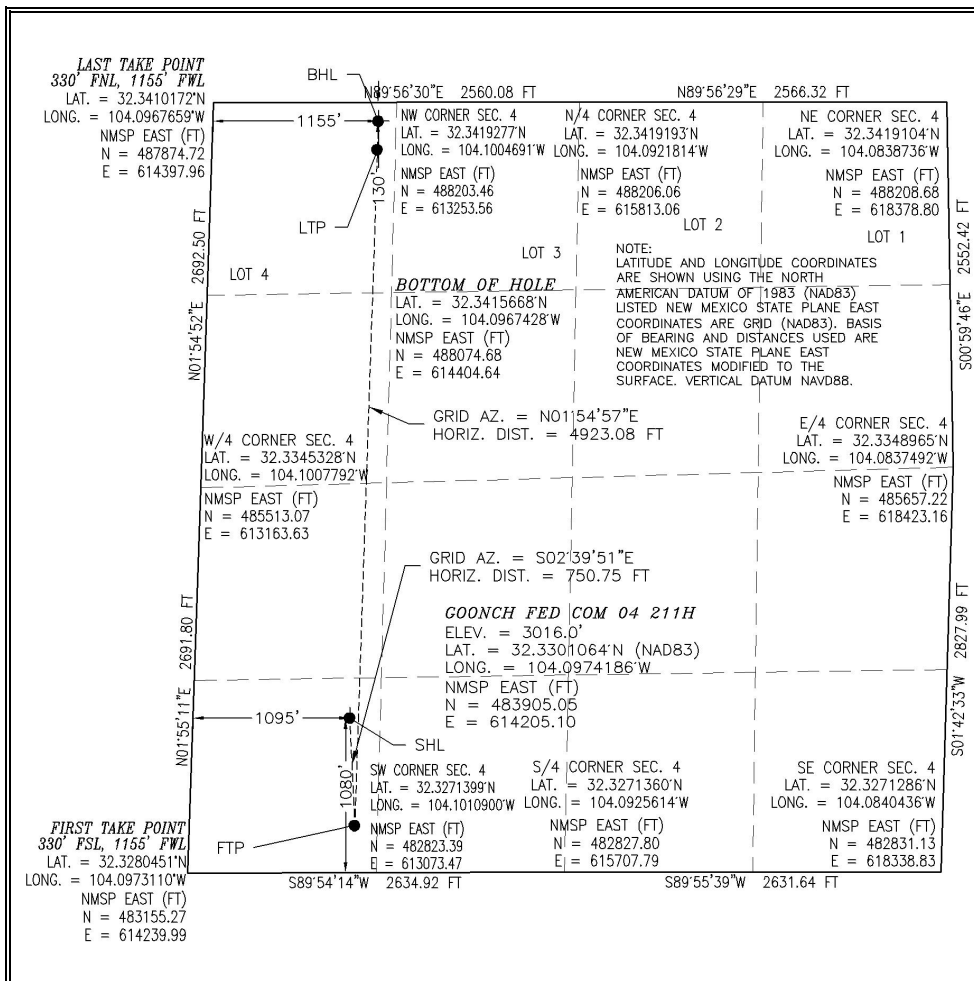 LAST TAKE POINT
330' FNL, 1155' FWL
LAT. = 32.3410172°N
LONG. = 104.0967659°W
NMSP EAST (FT)
N = 487874.72
E = 614397.96
BHL
N89°56'30"E 2560.08 FT
N89°56'29"E 2566.32 FT
1155'
130'
LTP
NW CORNER SEC. 4
LAT. = 32.3419277°N
LONG. = 104.1004691°W
NMSP EAST (FT)
N = 488203.46
E = 613253.56
N/4 CORNER SEC. 4
LAT. = 32.3419193°N
LONG. = 104.0921814°W
NMSP EAST (FT)
N = 488206.06
E = 615813.06
NE CORNER SEC. 4
LAT. = 32.3419104°N
LONG. = 104.0838736°W
NMSP EAST (FT)
N = 488208.68
E = 618378.80
LOT 4
LOT 3
LOT 2
LOT 1
N01°54'52"E 2692.50 FT
S00°59'46"E 2552.42 FT
NOTE:
LATITUDE AND LONGITUDE COORDINATES
ARE SHOWN USING THE NORTH
AMERICAN DATUM OF 1983 (NAD83)
LISTED NEW MEXICO STATE PLANE EAST
COORDINATES ARE GRID (NAD83). BASIS
OF BEARING AND DISTANCES USED ARE
NEW MEXICO STATE PLANE EAST
COORDINATES MODIFIED TO THE
SURFACE. VERTICAL DATUM NAVD88.
BOTTOM OF HOLE
LAT. = 32.3415668°N
LONG. = 104.0967428°W
NMSP EAST (FT)
N = 488074.68
E = 614404.64
GRID AZ. = N01°54'57"E
HORIZ. DIST. = 4923.08 FT
W/4 CORNER SEC. 4
LAT. = 32.3345328°N
LONG. = 104.1007792°W
NMSP EAST (FT)
N = 485513.07
E = 613163.63
E/4 CORNER SEC. 4
LAT. = 32.3348965°N
LONG. = 104.0837492°W
NMSP EAST (FT)
N = 485657.22
E = 618423.16
GRID AZ. = S02°39'51"E
HORIZ. DIST. = 750.75 FT
GOONCH FED COM 04 211H
ELEV. = 3016.0'
LAT. = 32.3301064°N (NAD83)
LONG. = 104.0974186°W
NMSP EAST (FT)
N = 483905.05
E = 614205.10
N01°55'11"E 2691.80 FT
S01°42'33"W 2827.99 FT
1095'
SHL
1080'
SW CORNER SEC. 4
LAT. = 32.3271399°N
LONG. = 104.1010900°W
NMSP EAST (FT)
N = 482823.39
E = 613073.47
S/4 CORNER SEC. 4
LAT. = 32.3271360°N
LONG. = 104.0925614°W
NMSP EAST (FT)
N = 482827.80
E = 615707.79
SE CORNER SEC. 4
LAT. = 32.3271286°N
LONG. = 104.0840436°W
NMSP EAST (FT)
N = 482831.13
E = 618338.83
FTP
FIRST TAKE POINT
330' FSL, 1155' FWL
LAT. = 32.3280451°N
LONG. = 104.0973110°W
NMSP EAST (FT)
N = 483155.27
E = 614239.99
S89°54'14"W 2634.92 FT
S89°55'39"W 2631.64 FT